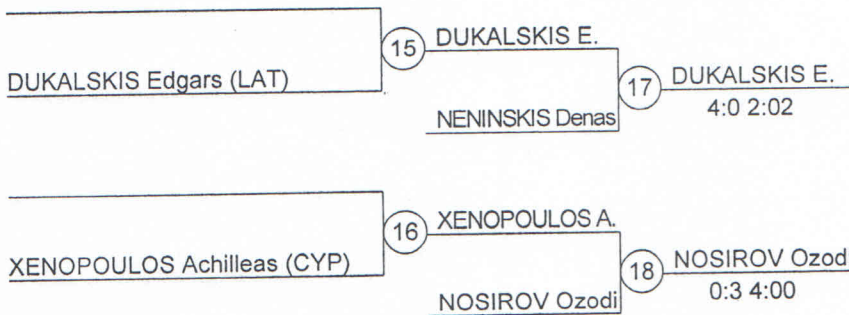 15 DUKALSKIS E.
DUKALSKIS Edgars (LAT)
17 DUKALSKIS E.
4:0 2:02
NENINSKIS Denas
16 XENOPOULOS A.
XENOPOULOS Achilleas (CYP)
18 NOSIROV Ozodi
0:3 4:00
NOSIROV Ozodi